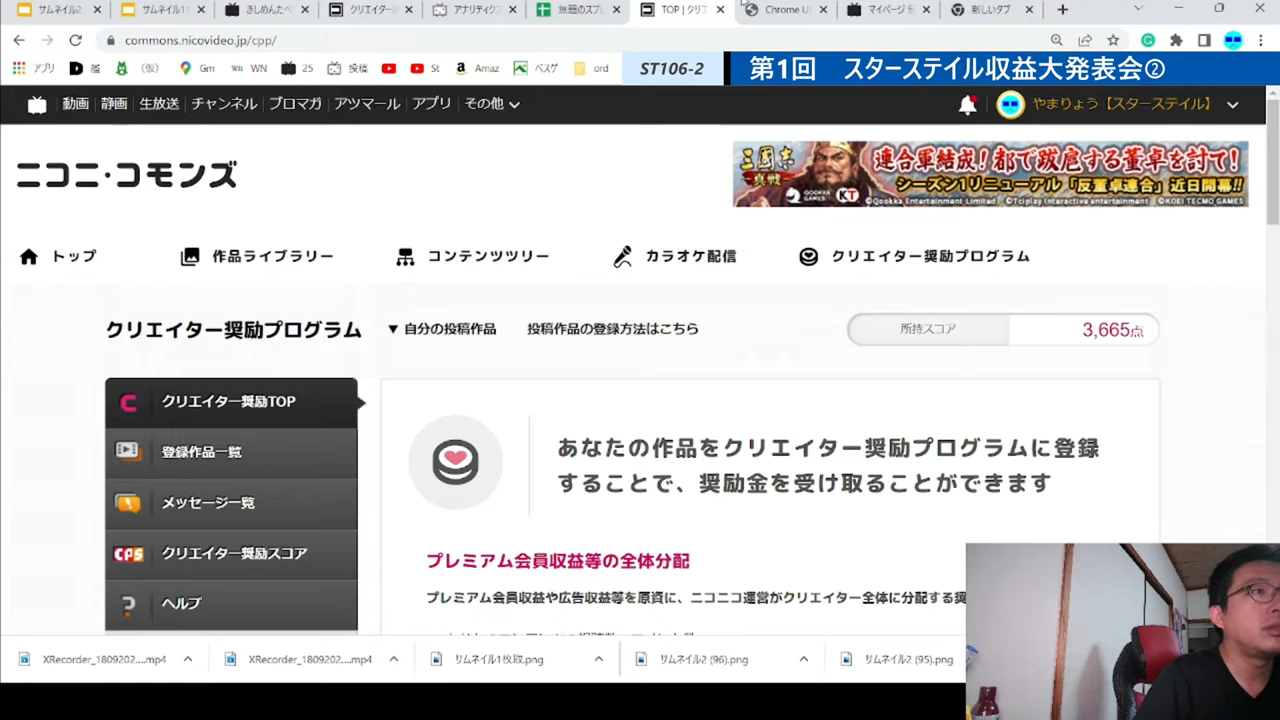 サムネイル2
サムネイル1
きしめんたべ
クリエイター
アナリティク
無題のスプ
TOP | クリエ
Chrome U
マイページ
新しいタブ
commons.nicovideo.jp/cpp/
アプリ
艦
(仮)
Gm
WN
25
投稿
St
Amaz
ベスゲ
ord
ST106-2
第1回 スターステイル収益大発表会②
動画
静画
生放送
チャンネル
ブロマガ
アツマール
アプリ
その他
やまりょう【スターステイル】
ニコニ・コモンズ
三國志
真戦
連合軍結成!都で跋扈する董卓を討て!
シーズン1リニューアル「反董卓連合」近日開幕!!
QOOKKA GAMES
KT
©Qookka Entertainment Limited ©Tciplay Interactive entertainment ©KOEI TECMO GAMES
トップ
作品ライブラリー
コンテンツツリー
カラオケ配信
クリエイター奨励プログラム
クリエイター奨励プログラム
▼ 自分の投稿作品
投稿作品の登録方法はこちら
所持スコア
3,665点
クリエイター奨励TOP
登録作品一覧
メッセージ一覧
CPS クリエイター奨励スコア
ヘルプ
あなたの作品をクリエイター奨励プログラムに登録
することで、奨励金を受け取ることができます
プレミアム会員収益等の全体分配
プレミアム会員収益や広告収益等を原資に、ニコニコ運営がクリエイター全体に分配する奨
XRecorder_1809202....mp4
XRecorder_1809202....mp4
サムネイル1枚取.png
サムネイル2 (96).png
サムネイル2 (95).png